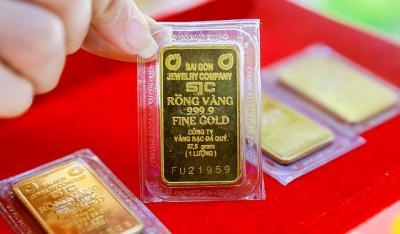 SAI GON
JEWELRY COMPANY
SJC
RỒNG VÀNG
999.9
FINE GOLD
CÔNG TY
VÀNG BẠC ĐÁ QUÝ.
37,5 gram
(1 LƯỢNG)
FU21959
SJC